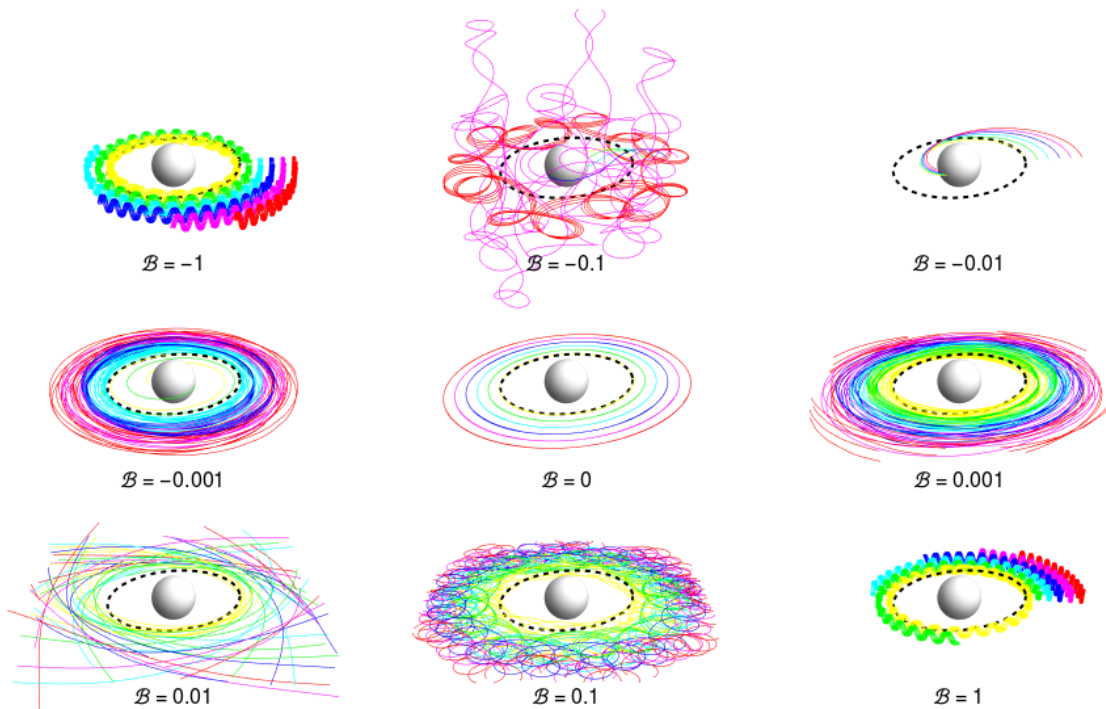 ℬ = −1
ℬ = −0.1
ℬ = −0.01
ℬ = −0.001
ℬ = 0
ℬ = 0.001
ℬ = 0.01
ℬ = 0.1
ℬ = 1